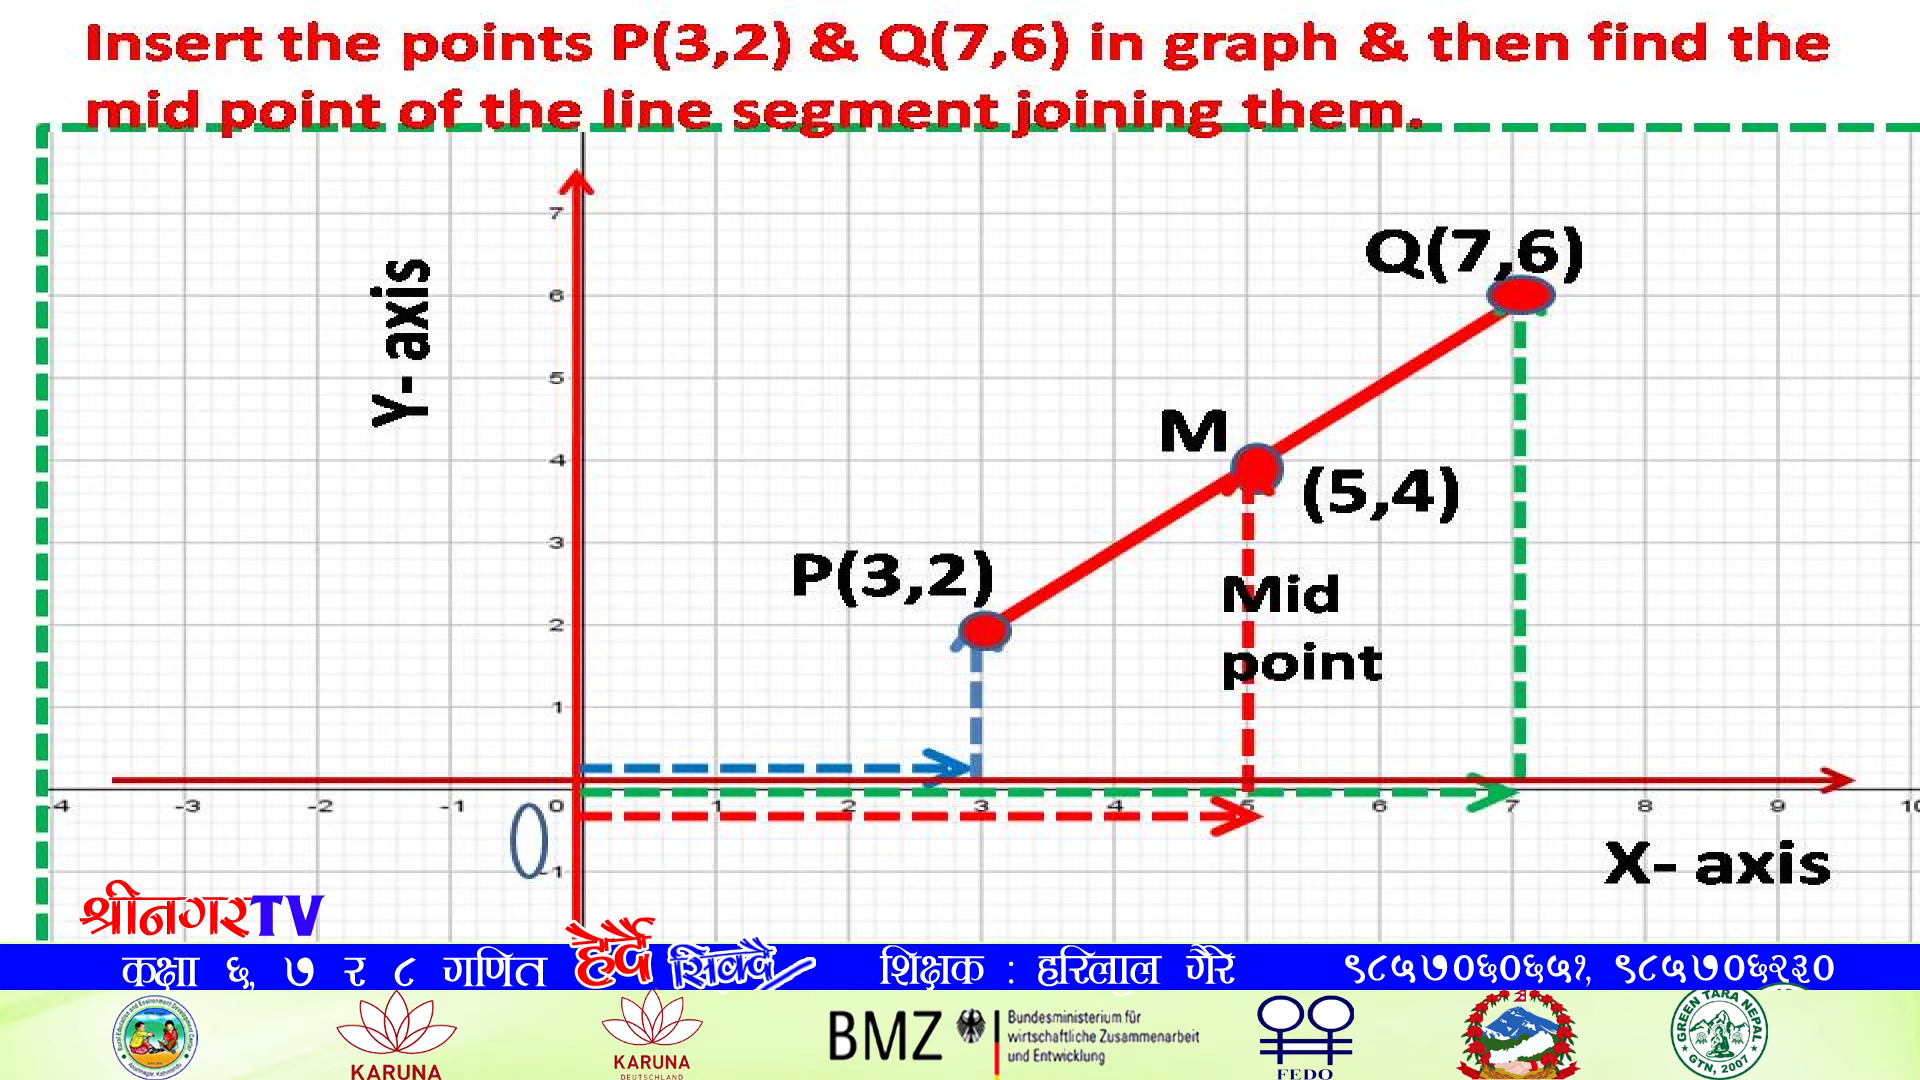 Insert the points P(3,2) & Q(7,6) in graph & then find the
mid point of the line segment joining them.
7
Y- axis
Q(7,6)
6
5
M
4
(5,4)
3
P(3,2)
Mid
2
point
1
-4 -3 -2 -1 0 1 2 3 4 5 6 7 8 9 10
O
-1
X- axis
श्रीनगरTV
कक्षा ६, ७ र ८ गणित हेर्दै सिक्दै शिक्षक : हरिलाल गैरे ९८५७०६०६५१, ९८५७०६२२३०
KARUNA
KARUNA
DEUTSCHLAND
BMZ
Bundesministerium für
wirtschaftliche Zusammenarbeit
und Entwicklung
FEDO
GREEN TARA NEPAL
GTN, 2007